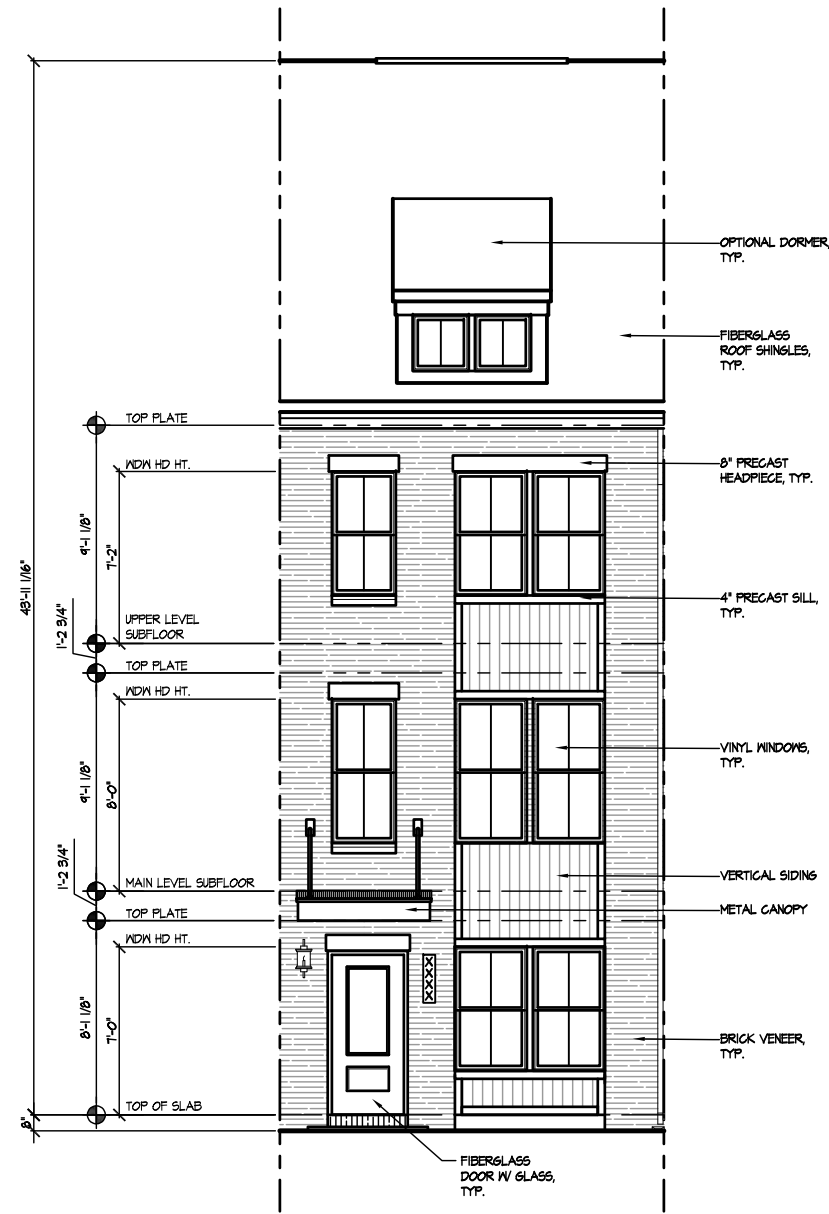 OPTIONAL DORMER,
TYP.
FIBERGLASS
ROOF SHINGLES,
TYP.
TOP PLATE
WDW HD HT.
8" PRECAST
HEADPIECE, TYP.
9'-1 1/8"
7'-2"
43'-11 1/16"
4" PRECAST SILL,
TYP.
UPPER LEVEL
SUBFLOOR
1'-2 3/4"
TOP PLATE
WDW HD HT.
VINYL WINDOWS,
TYP.
9'-1 1/8"
8'-0"
VERTICAL SIDING
1'-2 3/4"
MAIN LEVEL SUBFLOOR
METAL CANOPY
TOP PLATE
WDW HD HT.
XXXX
8'-1 1/8"
7'-0"
BRICK VENEER,
TYP.
TOP OF SLAB
8"
FIBERGLASS
DOOR W/ GLASS,
TYP.